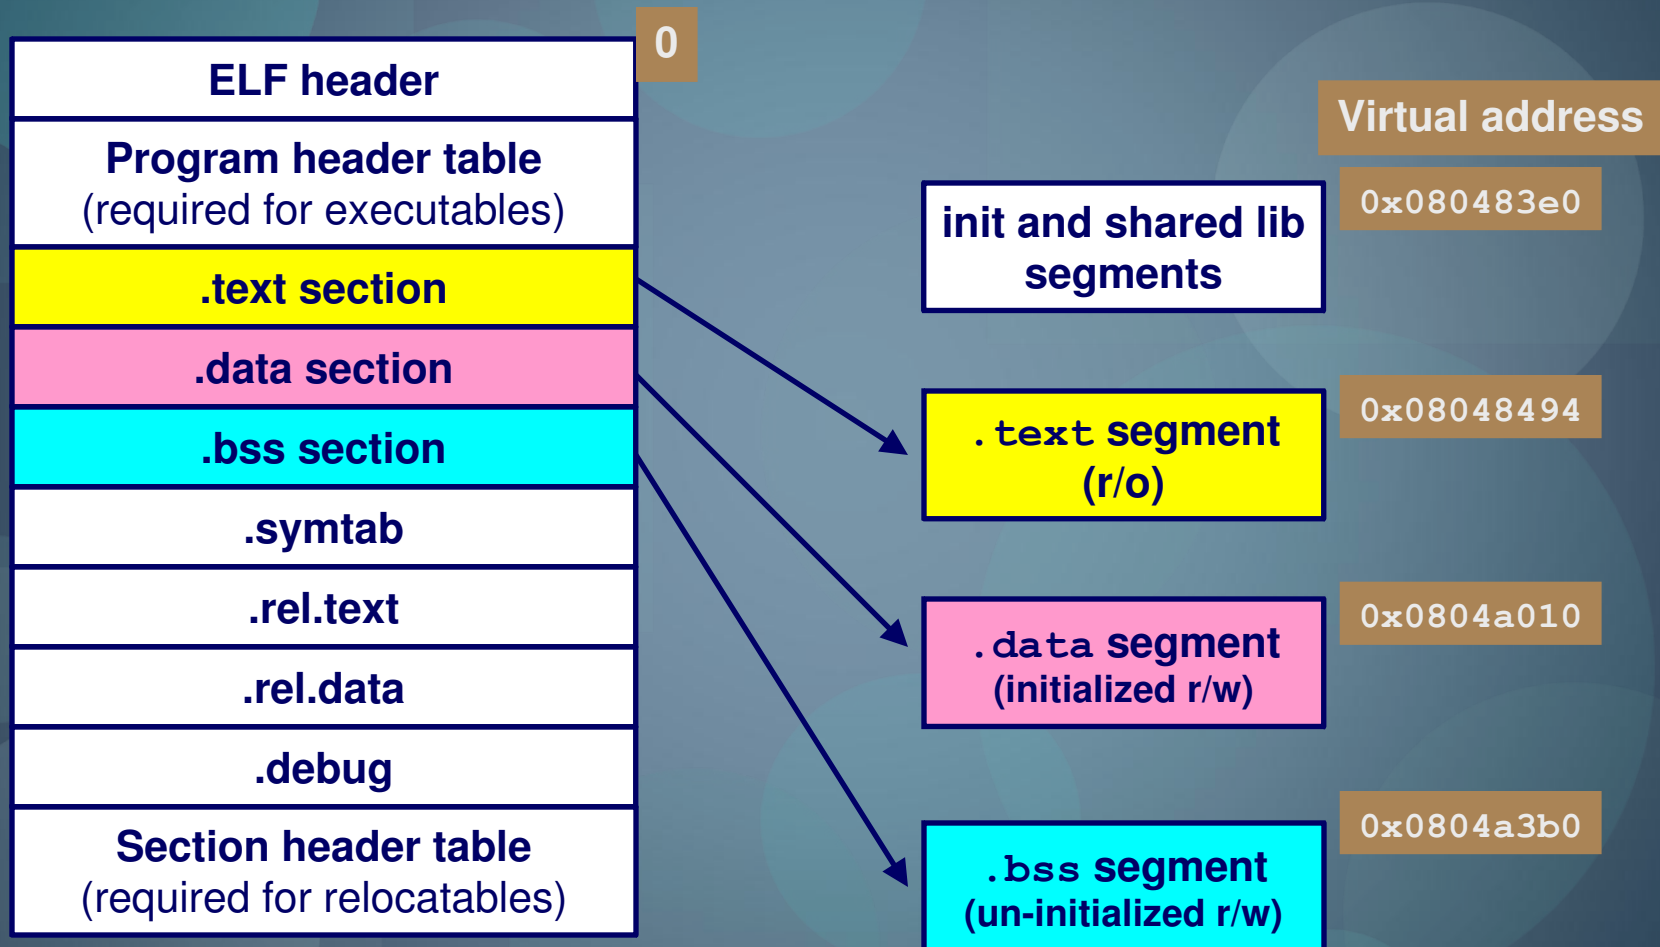 0
ELF header
Program header table
(required for executables)
.text section
.data section
.bss section
.symtab
.rel.text
.rel.data
.debug
Section header table
(required for relocatables)
Virtual address
init and shared lib
segments
0x080483e0
.text segment
(r/o)
0x08048494
.data segment
(initialized r/w)
0x0804a010
.bss segment
(un-initialized r/w)
0x0804a3b0